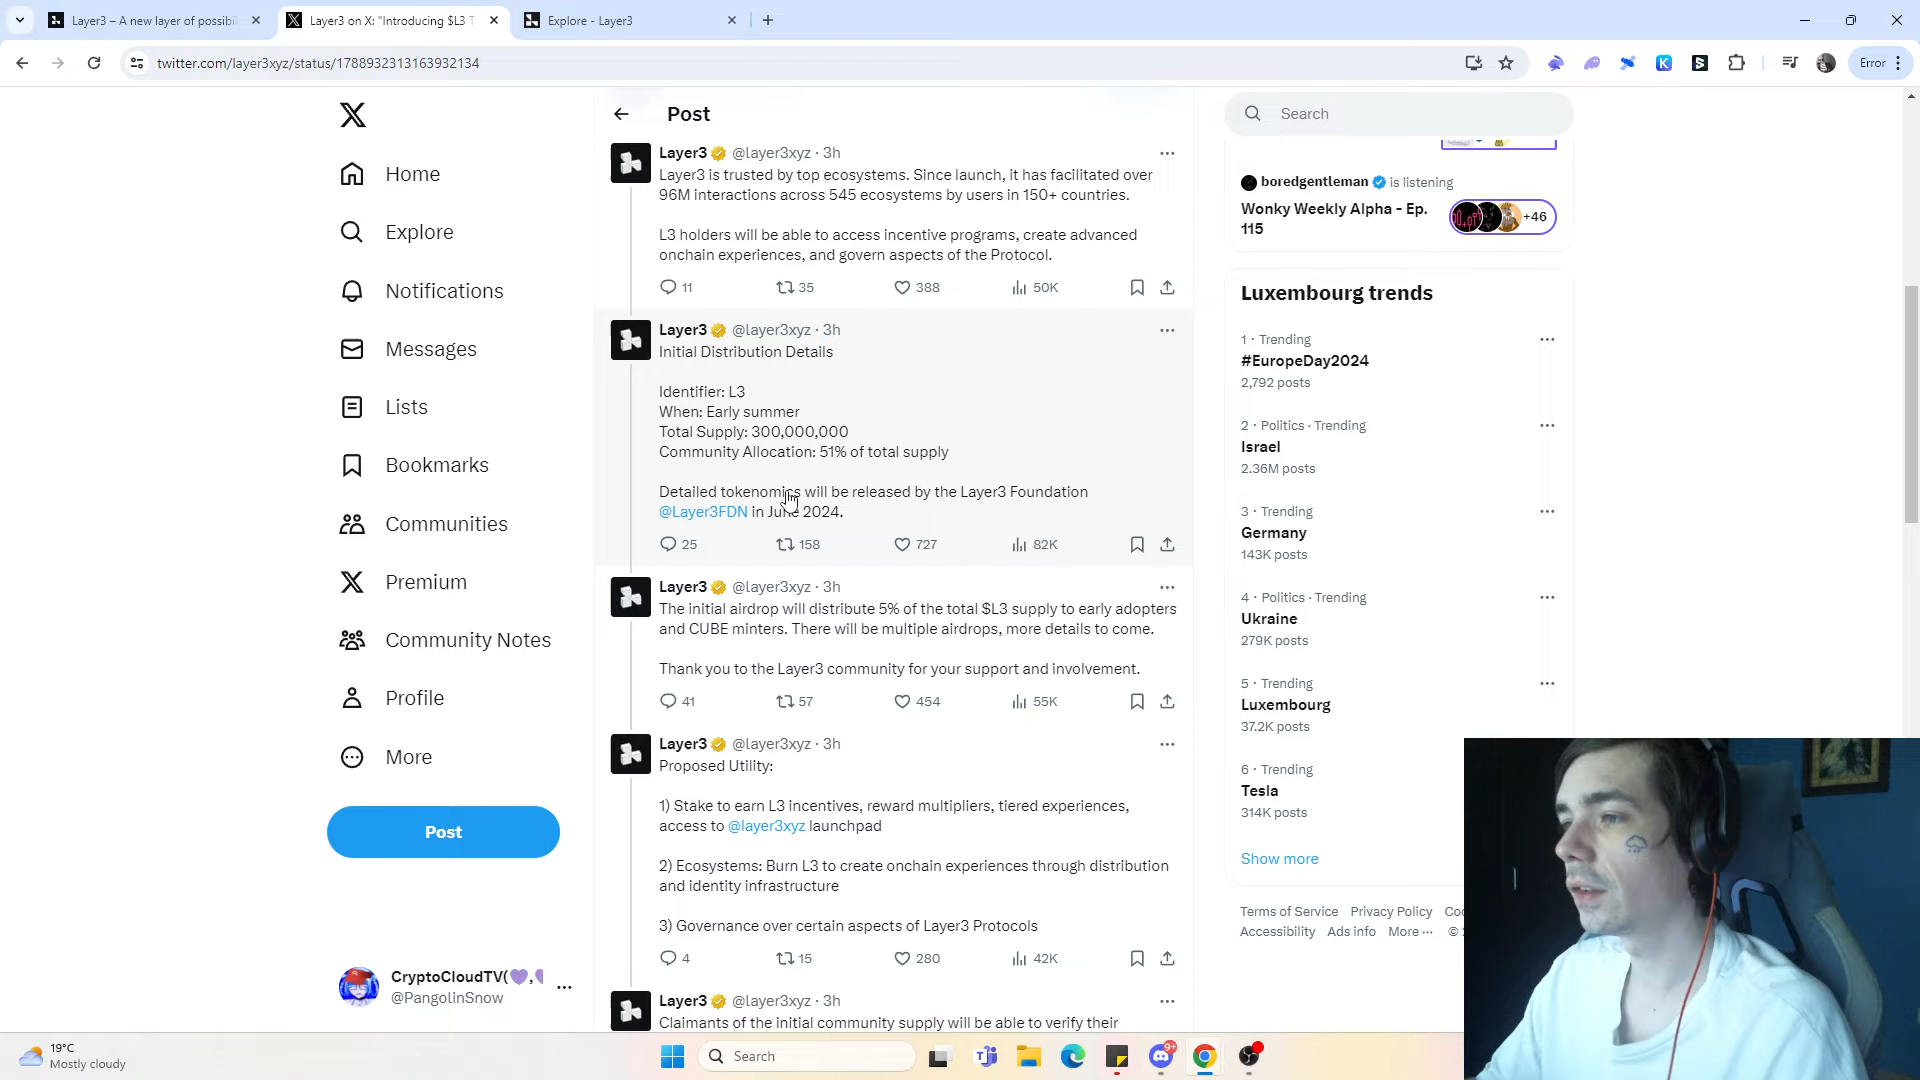 Layer3 – A new layer of possibil
Layer3 on X: "Introducing $L3 T
Explore - Layer3
twitter.com/layer3xyz/status/1788932313163932134
Error
Home
Explore
Notifications
Messages
Lists
Bookmarks
Communities
Premium
Community Notes
Profile
More
Post
CryptoCloudTV(
@PangolinSnow
Post
Layer3 @layer3xyz · 3h
Layer3 is trusted by top ecosystems. Since launch, it has facilitated over
96M interactions across 545 ecosystems by users in 150+ countries.
L3 holders will be able to access incentive programs, create advanced
onchain experiences, and govern aspects of the Protocol.
11 35 388 50K
Layer3 @layer3xyz · 3h
Initial Distribution Details
Identifier: L3
When: Early summer
Total Supply: 300,000,000
Community Allocation: 51% of total supply
Detailed tokenomics will be released by the Layer3 Foundation
@Layer3FDN in June 2024.
25 158 727 82K
Layer3 @layer3xyz · 3h
The initial airdrop will distribute 5% of the total $L3 supply to early adopters
and CUBE minters. There will be multiple airdrops, more details to come.
Thank you to the Layer3 community for your support and involvement.
41 57 454 55K
Layer3 @layer3xyz · 3h
Proposed Utility:
1) Stake to earn L3 incentives, reward multipliers, tiered experiences,
access to @layer3xyz launchpad
2) Ecosystems: Burn L3 to create onchain experiences through distribution
and identity infrastructure
3) Governance over certain aspects of Layer3 Protocols
4 15 280 42K
Layer3 @layer3xyz · 3h
Claimants of the initial community supply will be able to verify their
Search
boredgentleman is listening
Wonky Weekly Alpha - Ep.
115
+46
Luxembourg trends
1 · Trending
#EuropeDay2024
2,792 posts
2 · Politics · Trending
Israel
2.36M posts
3 · Trending
Germany
143K posts
4 · Politics · Trending
Ukraine
279K posts
5 · Trending
Luxembourg
37.2K posts
6 · Trending
Tesla
314K posts
Show more
Terms of Service Privacy Policy Coo
Accessibility Ads info More ··· ©
19°C
Mostly cloudy
Search
9+